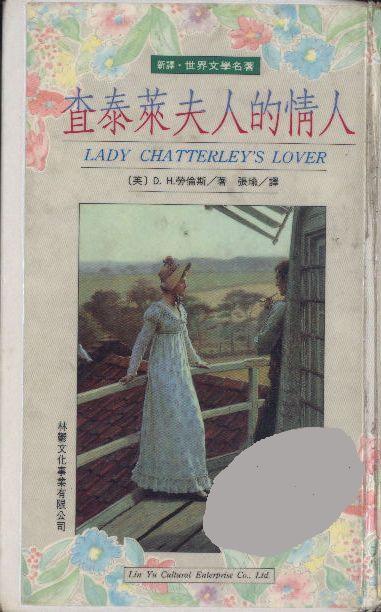 新譯·世界文學名著
查泰萊夫人的情人
LADY CHATTERLEY'S LOVER
〔英〕D. H.勞倫斯／著 張瑜／譯
林鬱文化事業有限公司
Lin Yu Cultural Enterprise Co., Ltd.